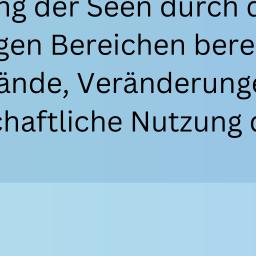 ng der Seen durch d
gen Bereichen bere
ände, Veränderunge
chaftliche Nutzung d